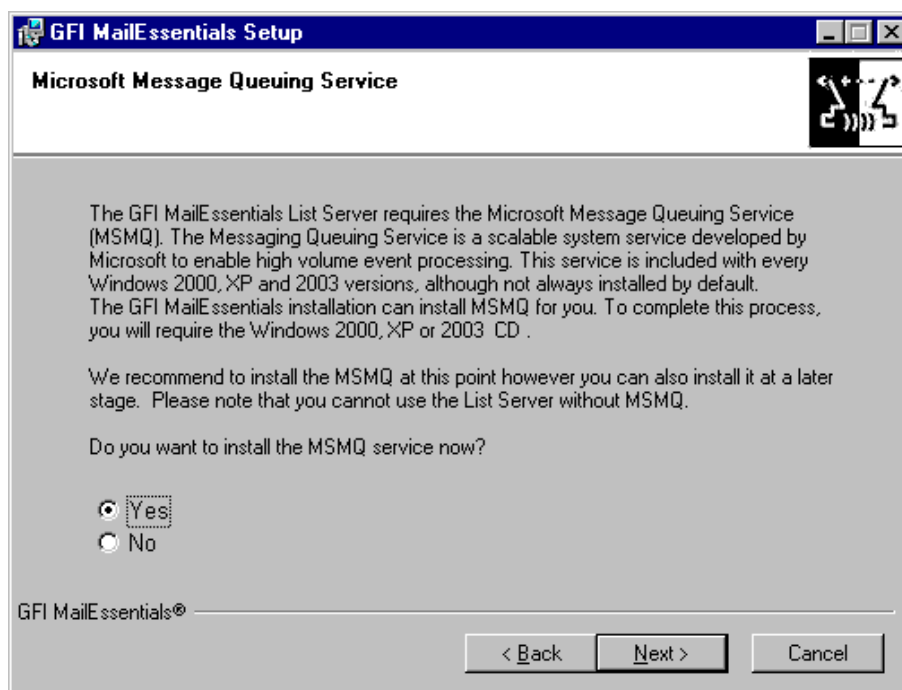 GFI MailEssentials Setup
Microsoft Message Queuing Service
The GFI MailEssentials List Server requires the Microsoft Message Queuing Service
(MSMQ). The Messaging Queuing Service is a scalable system service developed by
Microsoft to enable high volume event processing. This service is included with every
Windows 2000, XP and 2003 versions, although not always installed by default.
The GFI MailEssentials installation can install MSMQ for you. To complete this process,
you will require the Windows 2000, XP or 2003  CD .
We recommend to install the MSMQ at this point however you can also install it at a later
stage.  Please note that you cannot use the List Server without MSMQ.
Do you want to install the MSMQ service now?
Yes
No
GFI MailEssentials®
< Back
Next >
Cancel